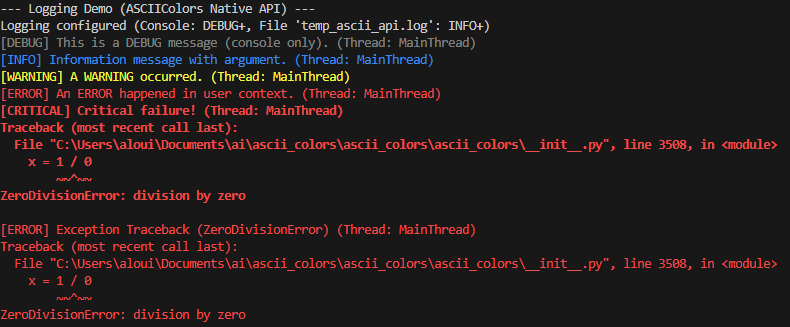 --- Logging Demo (ASCIIColors Native API) ---
Logging configured (Console: DEBUG+, File 'temp_ascii_api.log': INFO+)
[DEBUG] This is a DEBUG message (console only). (Thread: MainThread)
[INFO] Information message with argument. (Thread: MainThread)
[WARNING] A WARNING occurred. (Thread: MainThread)
[ERROR] An ERROR happened in user context. (Thread: MainThread)
[CRITICAL] Critical failure! (Thread: MainThread)
Traceback (most recent call last):
  File "C:\Users\aloui\Documents\ai\ascii_colors\ascii_colors\ascii_colors\__init__.py", line 3508, in <module>
    x = 1 / 0
        ~~^~~
ZeroDivisionError: division by zero

[ERROR] Exception Traceback (ZeroDivisionError) (Thread: MainThread)
Traceback (most recent call last):
  File "C:\Users\aloui\Documents\ai\ascii_colors\ascii_colors\ascii_colors\__init__.py", line 3508, in <module>
    x = 1 / 0
        ~~^~~
ZeroDivisionError: division by zero